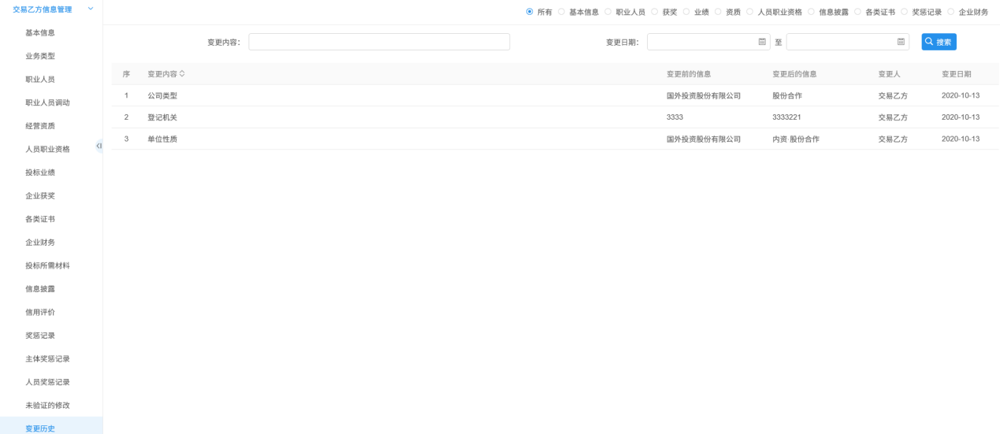 交易乙方信息管理
所有 基本信息 职业人员 获奖 业绩 资质 人员职业资格 信息披露 各类证书 奖惩记录 企业财务
基本信息
业务类型
职业人员
职业人员调动
经营资质
人员职业资格
投标业绩
企业获奖
各类证书
企业财务
投标所需材料
信息披露
信用评价
奖惩记录
主体奖惩记录
人员奖惩记录
未验证的修改
变更历史
变更内容: 变更日期: 至 搜索
序 变更内容 变更前的信息 变更后的信息 变更人 变更日期
1 公司类型 国外投资股份有限公司 股份合作 交易乙方 2020-10-13
2 登记机关 3333 3333221 交易乙方 2020-10-13
3 单位性质 国外投资股份有限公司 内资·股份合作 交易乙方 2020-10-13